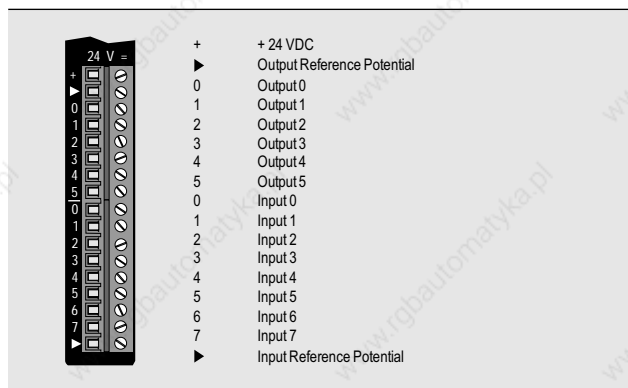 24 V =
+
▶
0
1
2
3
4
5
0
1
2
3
4
5
6
7
▶
+ + 24 VDC
▶ Output Reference Potential
0 Output 0
1 Output 1
2 Output 2
3 Output 3
4 Output 4
5 Output 5
0 Input 0
1 Input 1
2 Input 2
3 Input 3
4 Input 4
5 Input 5
6 Input 6
7 Input 7
▶ Input Reference Potential
www.rgbautomatyka.pl